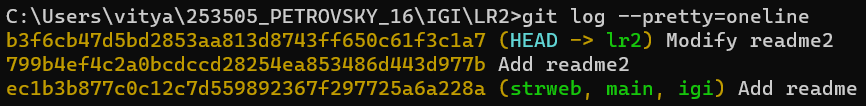 C:\Users\vitya\253505_PETROVSKY_16\IGI\LR2>git log --pretty=oneline
b3f6cb47d5bd2853aa813d8743ff650c61f3c1a7 (HEAD -> lr2) Modify readme2
799b4ef4c2a0bcdccd28254ea853486d443d977b Add readme2
ec1b3b877c0c12c7d559892367f297725a6a228a (strweb, main, igi) Add readme